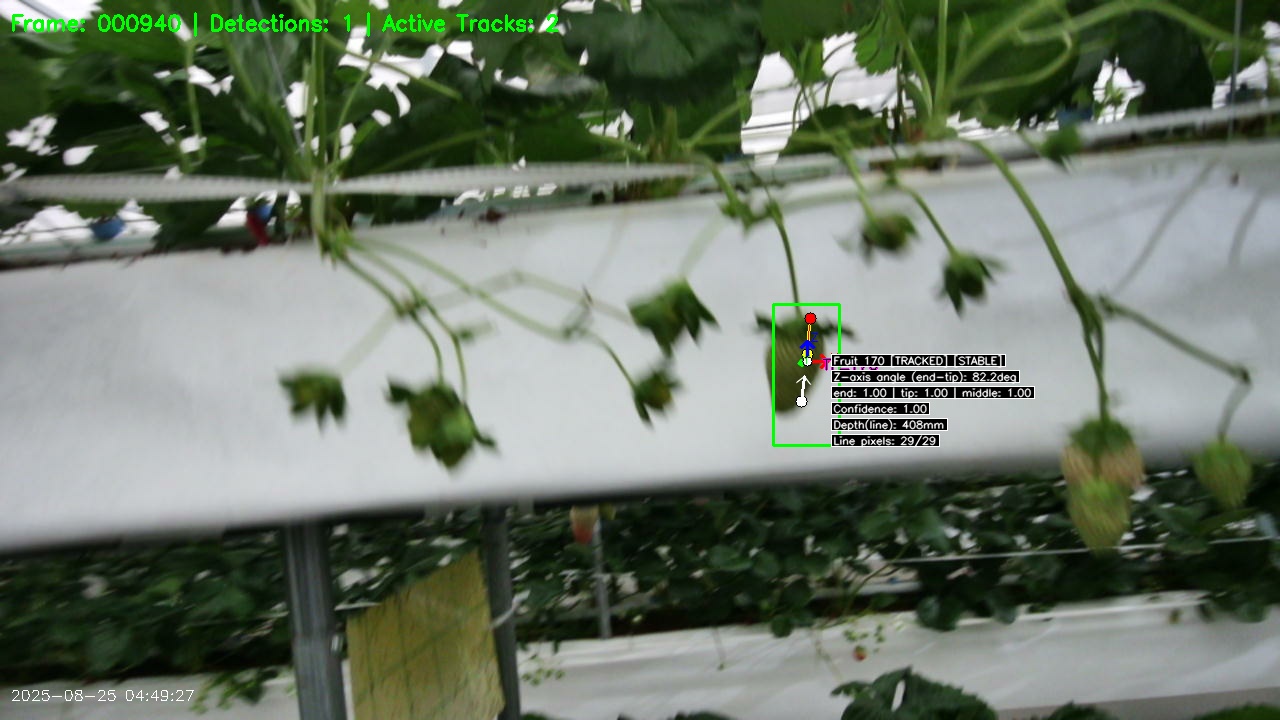 Frame: 000940 | Detections: 1 | Active Tracks: 2
Fruit 170 [TRACKED] [STABLE]
Z-axis angle (end-tip): 82.2deg
end: 1.00 | tip: 1.00 | middle: 1.00
Confidence: 1.00
Depth(line): 408mm
Line pixels: 29/29
2025-08-25 04:49:27